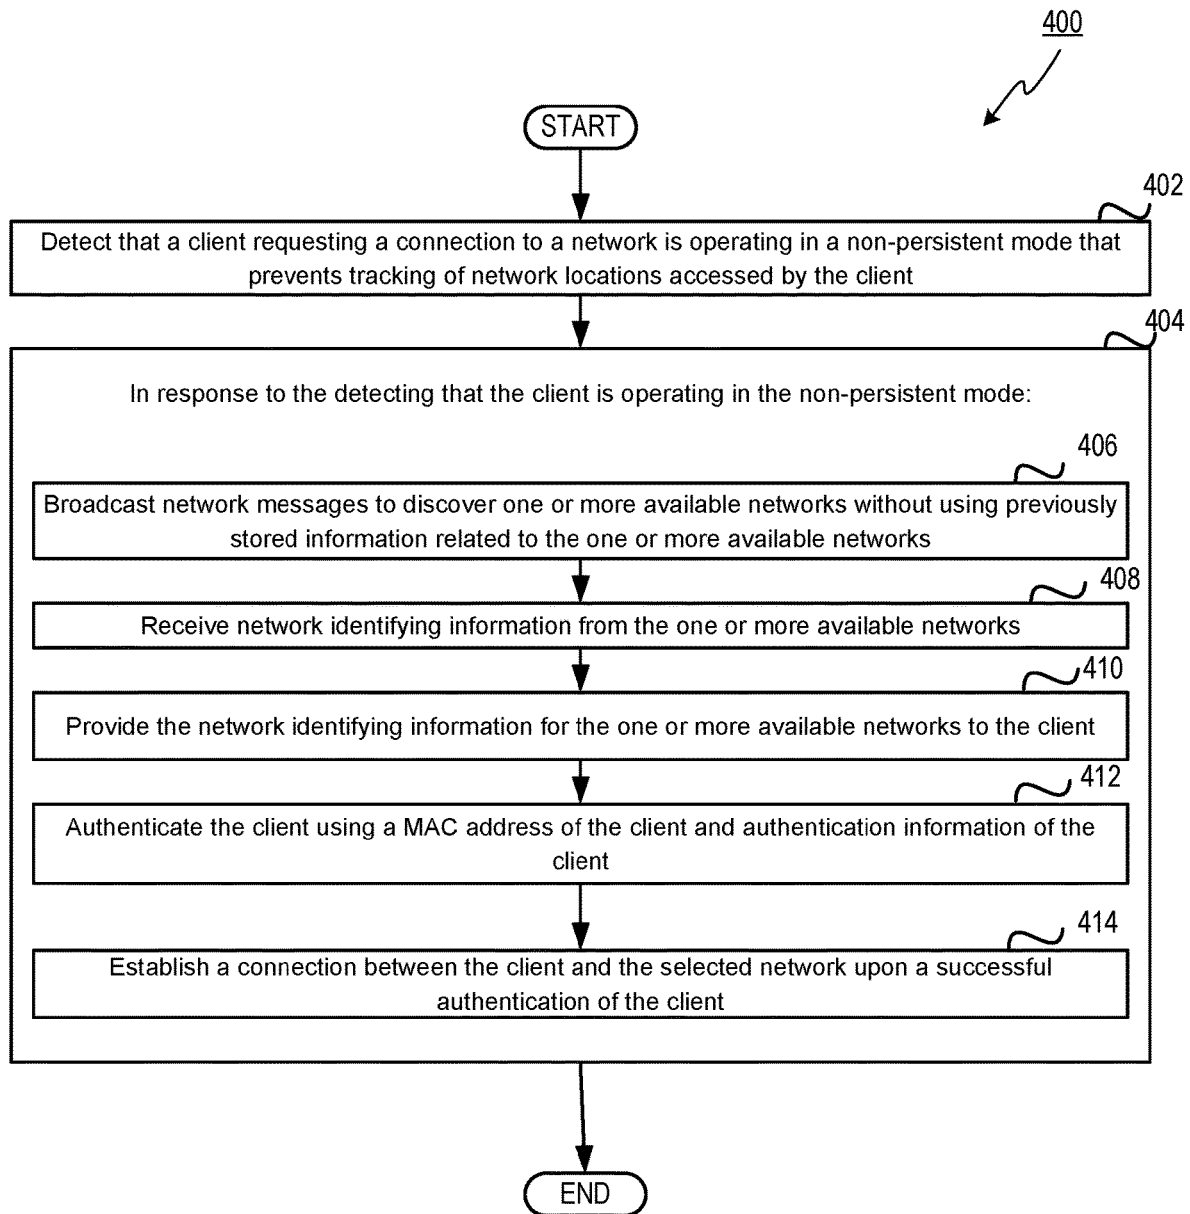 400
START
402
Detect that a client requesting a connection to a network is operating in a non-persistent mode that
prevents tracking of network locations accessed by the client
404
In response to the detecting that the client is operating in the non-persistent mode:
406
Broadcast network messages to discover one or more available networks without using previously
stored information related to the one or more available networks
408
Receive network identifying information from the one or more available networks
410
Provide the network identifying information for the one or more available networks to the client
412
Authenticate the client using a MAC address of the client and authentication information of the
client
414
Establish a connection between the client and the selected network upon a successful
authentication of the client
END